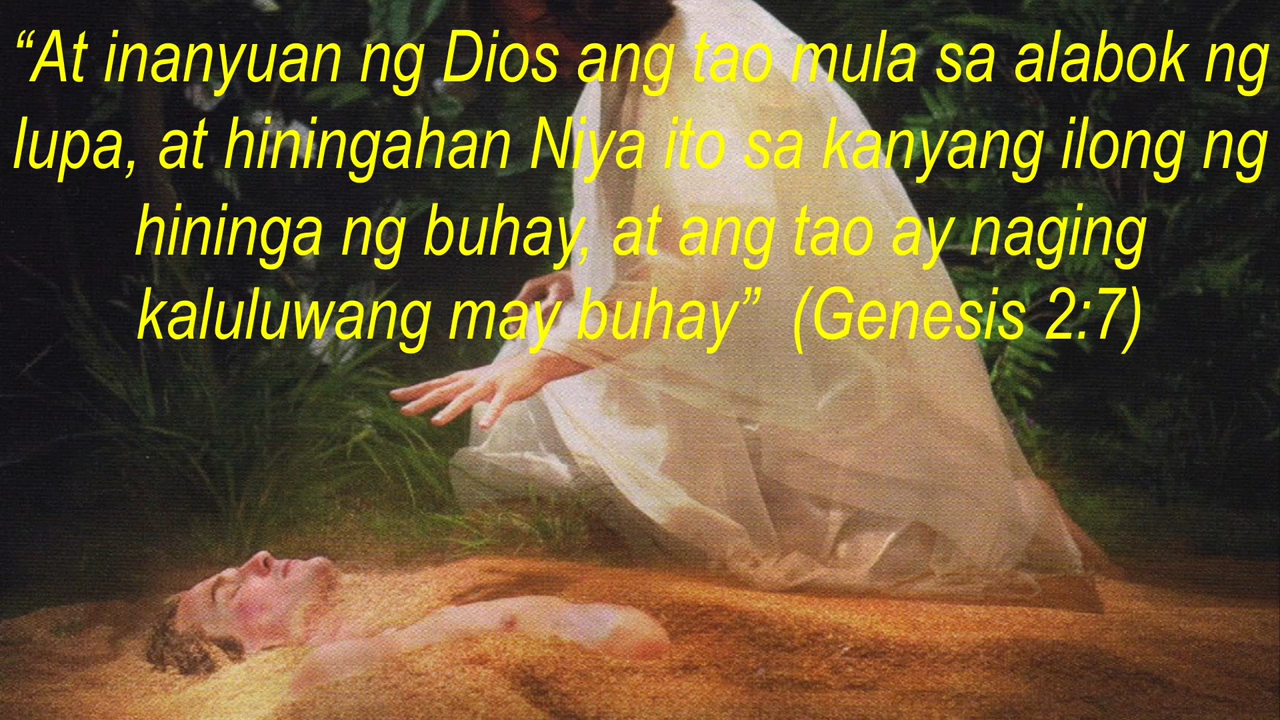 “At inanyuan ng Dios ang tao mula sa alabok ng
lupa, at hiningahan Niya ito sa kanyang ilong ng
hininga ng buhay, at ang tao ay naging
kaluluwang may buhay” (Genesis 2:7)